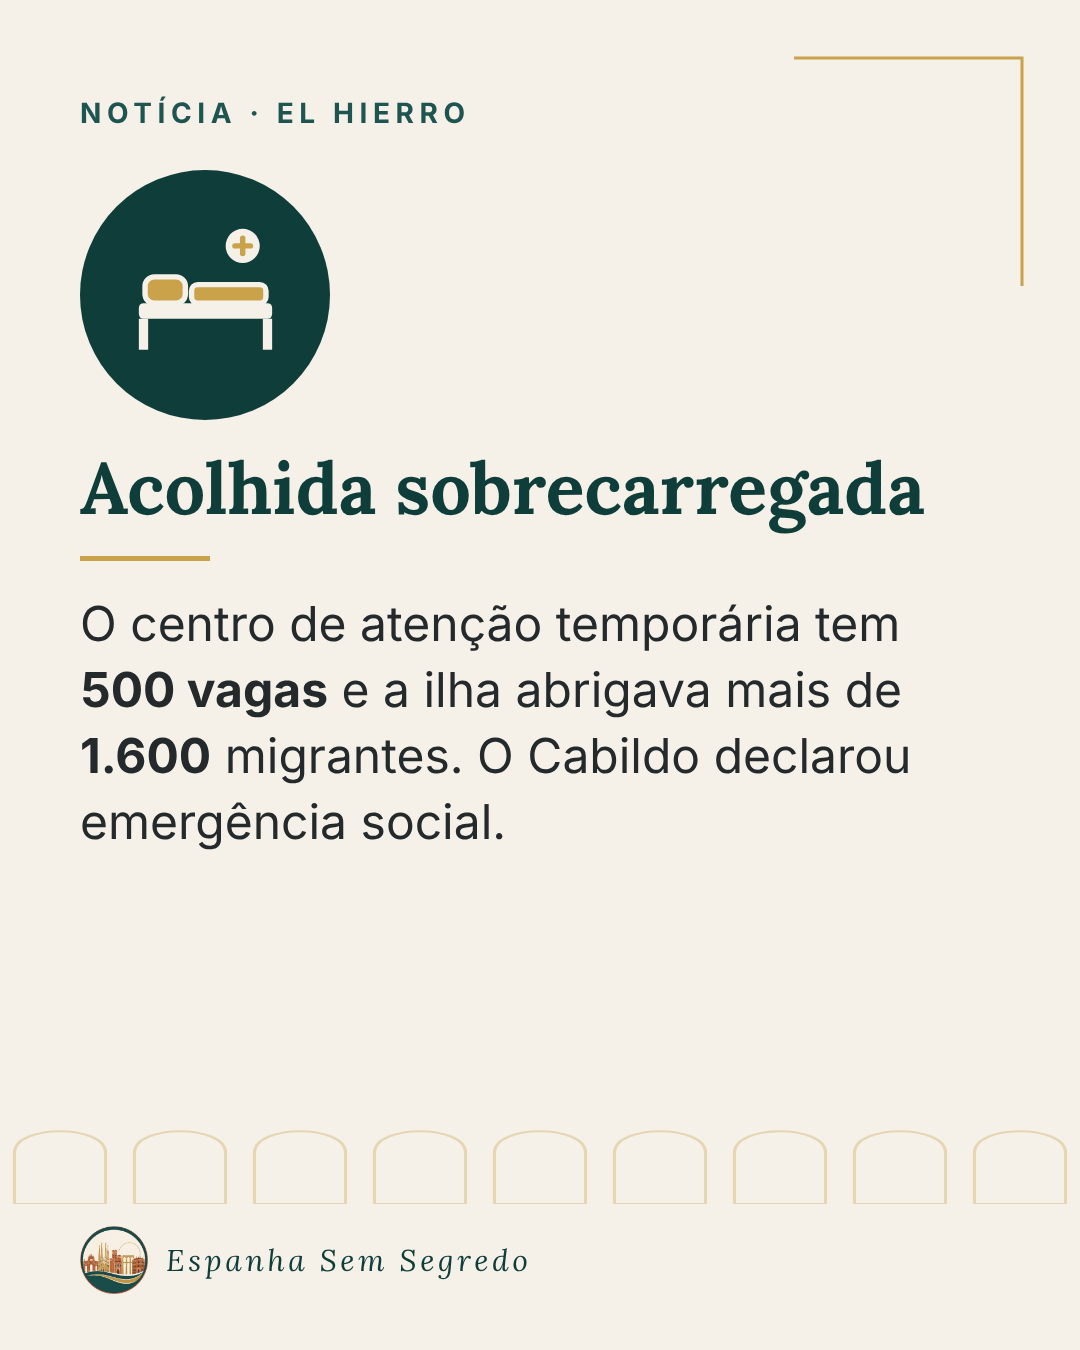 NOTÍCIA · EL HIERRO
Acolhida sobrecarregada
O centro de atenção temporária tem
500 vagas e a ilha abrigava mais de
1.600 migrantes. O Cabildo declarou
emergência social.
Espanha Sem Segredo